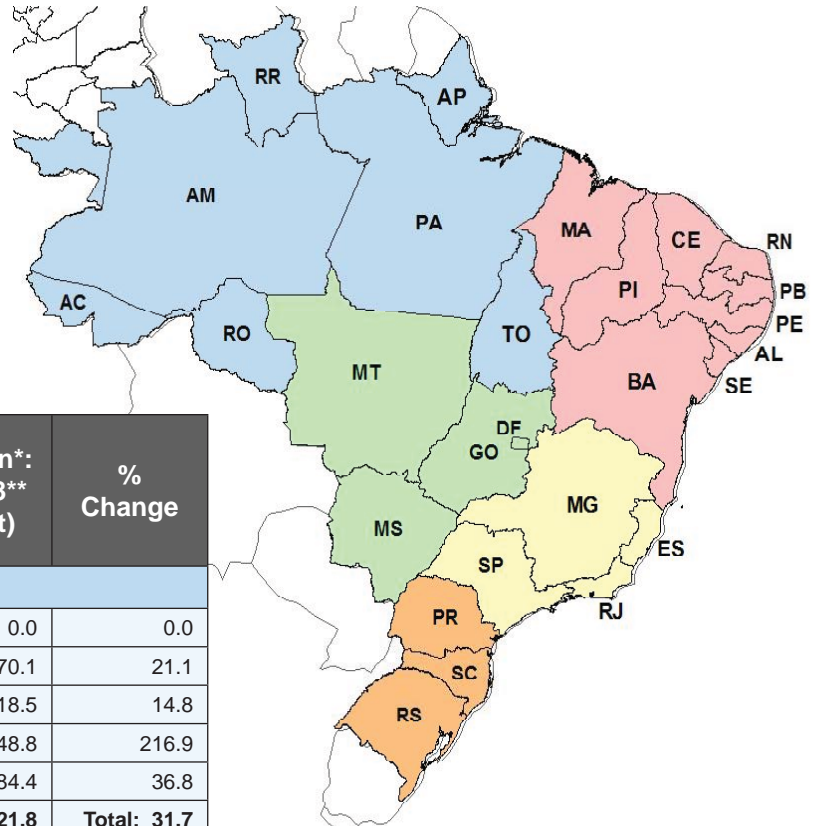 RR
AP
AM
PA
MA
CE
RN
PI
PB
AC
RO
TO
PE
AL
MT
BA
SE
DF
GO
MG
MS
ES
SP
RJ
PR
SC
RS
n*:
3**
t)
%
Change
0.0 0.0
70.1 21.1
18.5 14.8
48.8 216.9
34.4 36.8
21.8 Total: 31.7